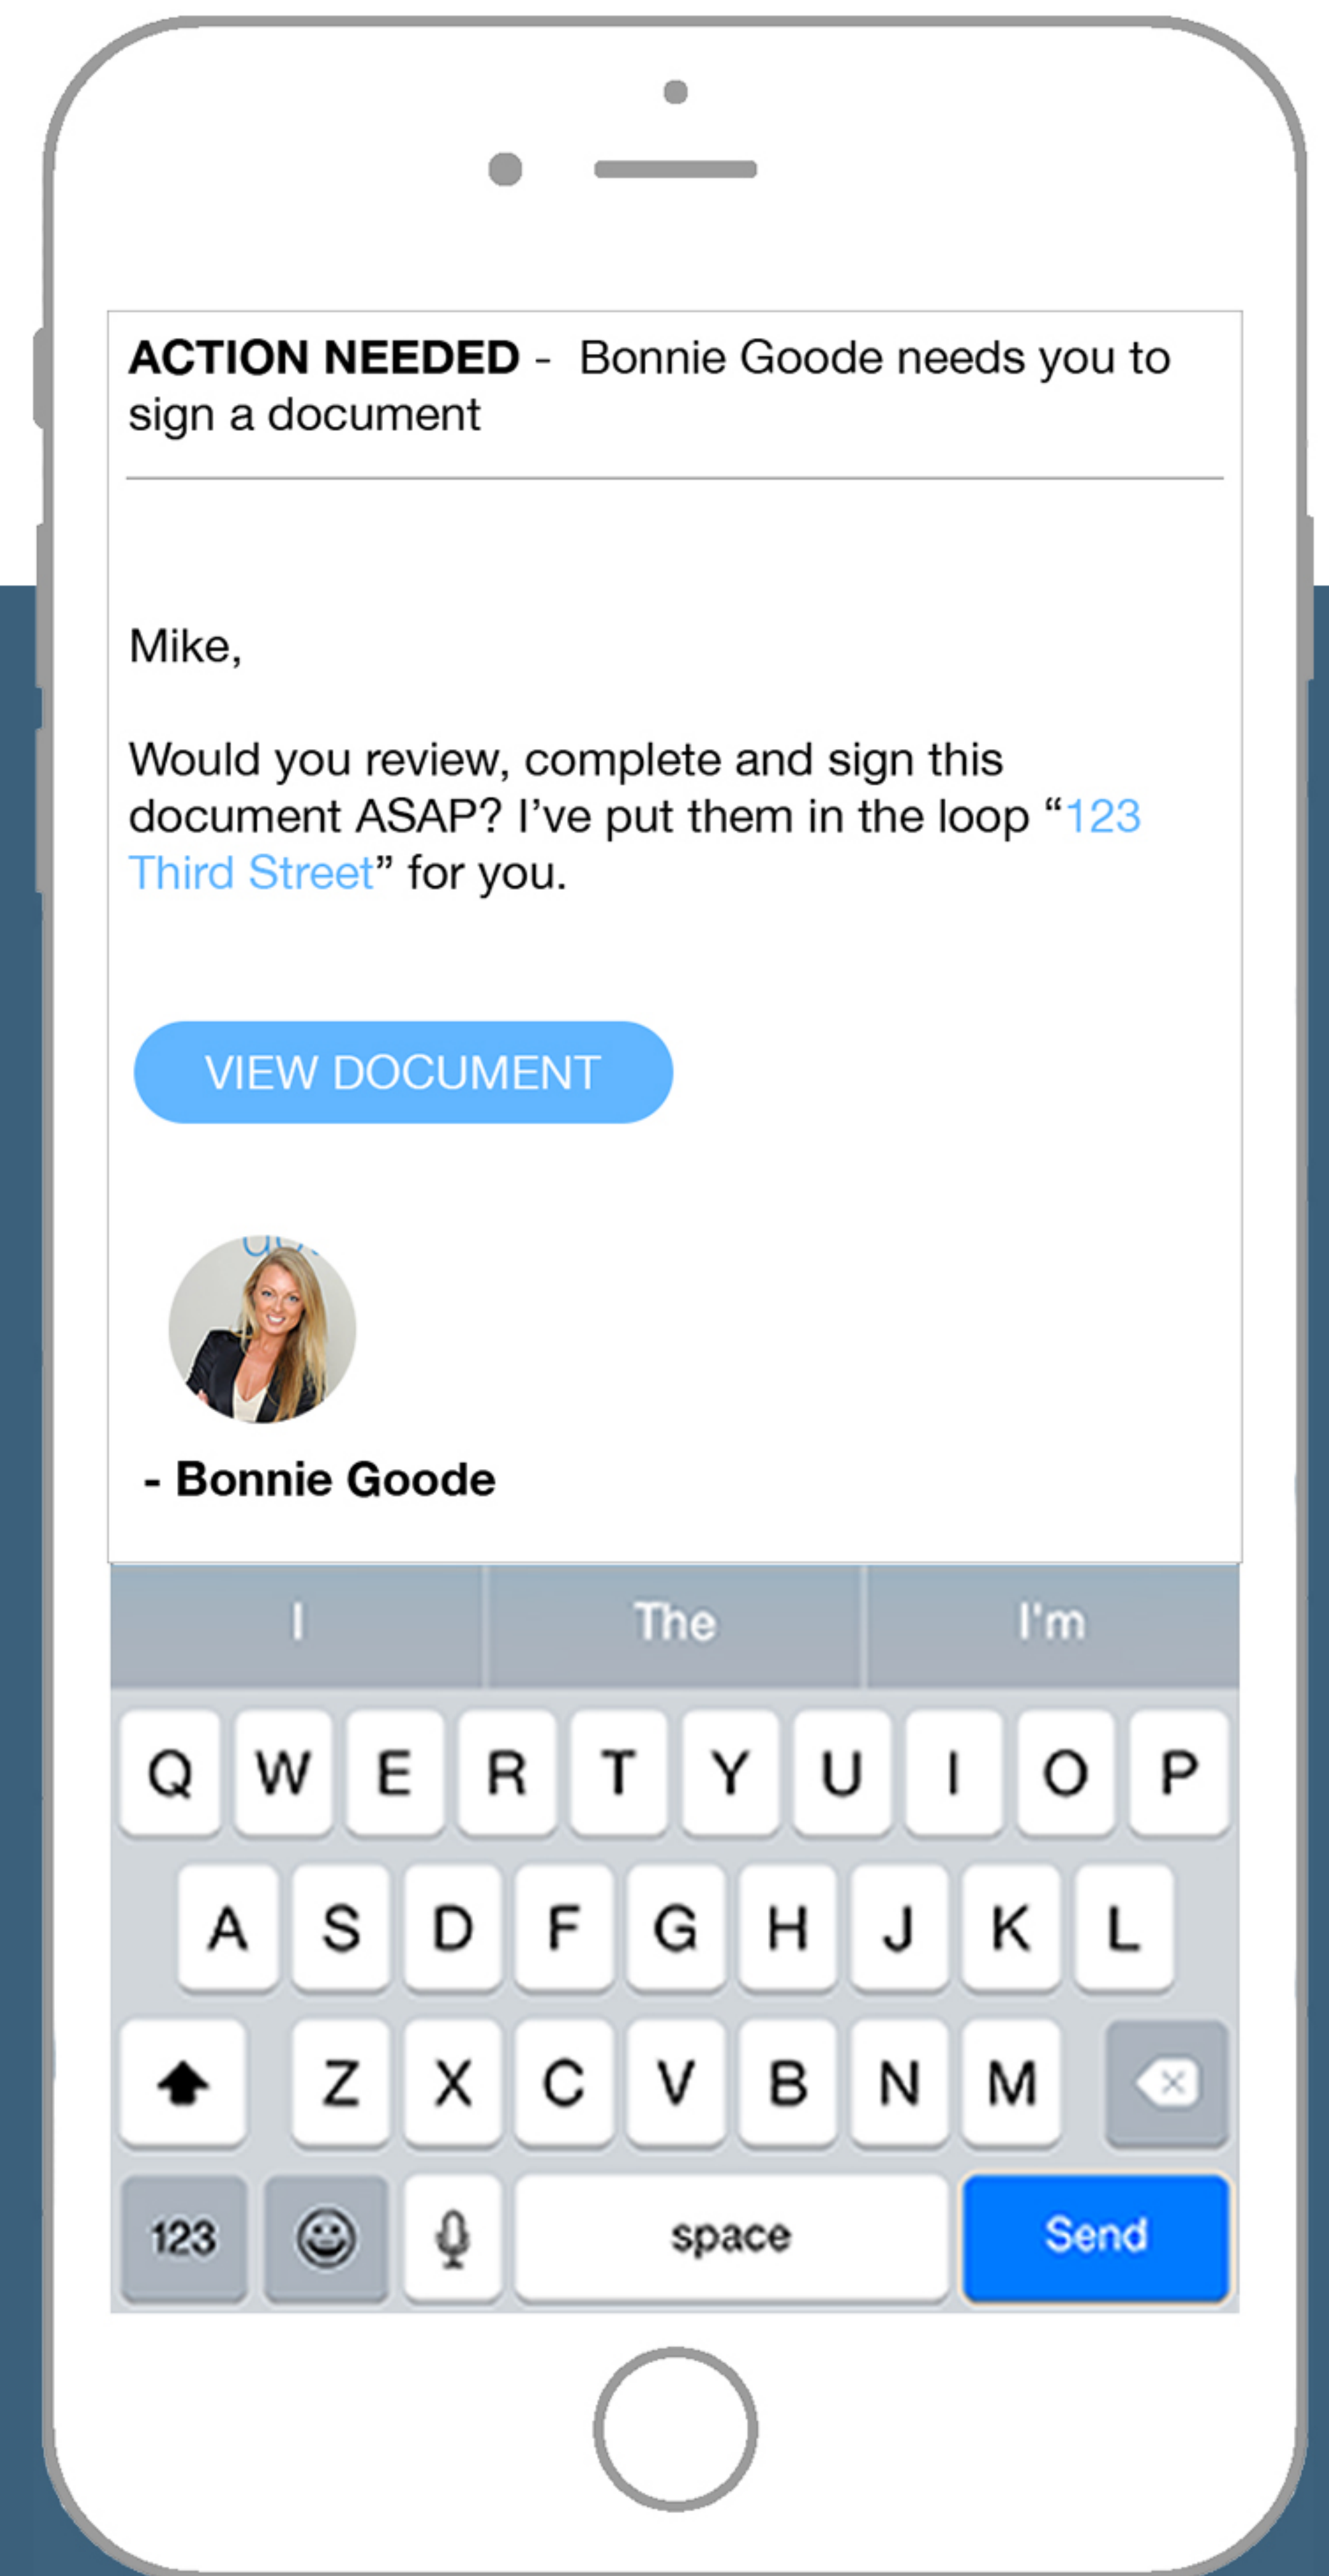 ACTION NEEDED - Bonnie Goode needs you to
sign a document
Mike,
Would you review, complete and sign this
document ASAP? I’ve put them in the loop “123
Third Street” for you.
VIEW DOCUMENT
- Bonnie Goode
I The I'm
Q W E R T Y U I O P
A S D F G H J K L
Z X C V B N M
123 space Send